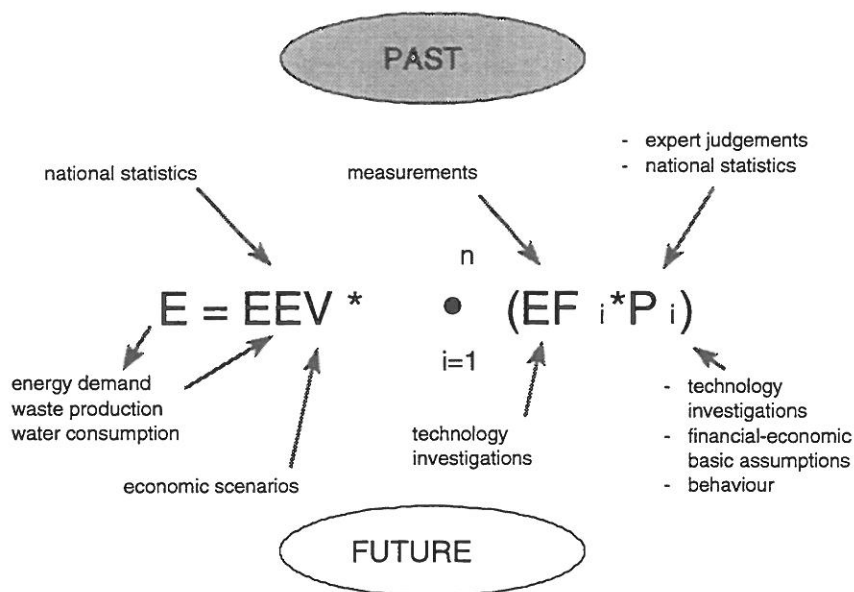 PAST
- expert judgements
- national statistics
national statistics
measurements
n
E = EEV * • (EF i*P i)
i=1
energy demand
waste production
water consumption
economic scenarios
technology
investigations
- technology
investigations
- financial-economic
basic assumptions
- behaviour
FUTURE